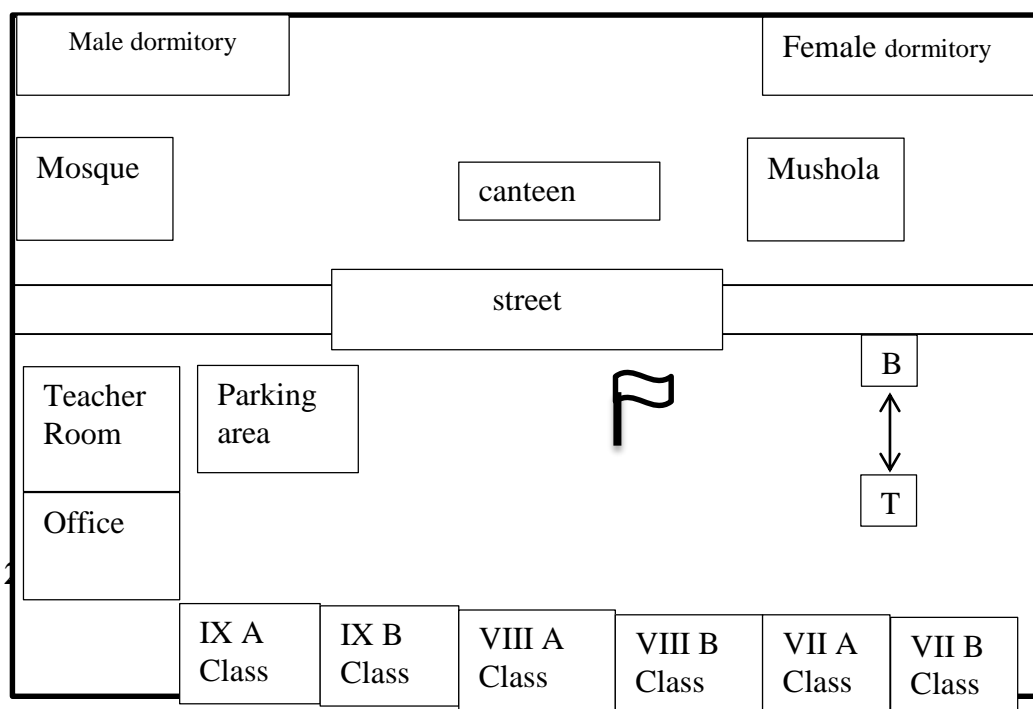 Male dormitory
Female dormitory
Mosque
canteen
Mushola
street
B
Teacher
Room
Parking
area
T
Office
2
IX A
Class
IX B
Class
VIII A
Class
VIII B
Class
VII A
Class
VII B
Class